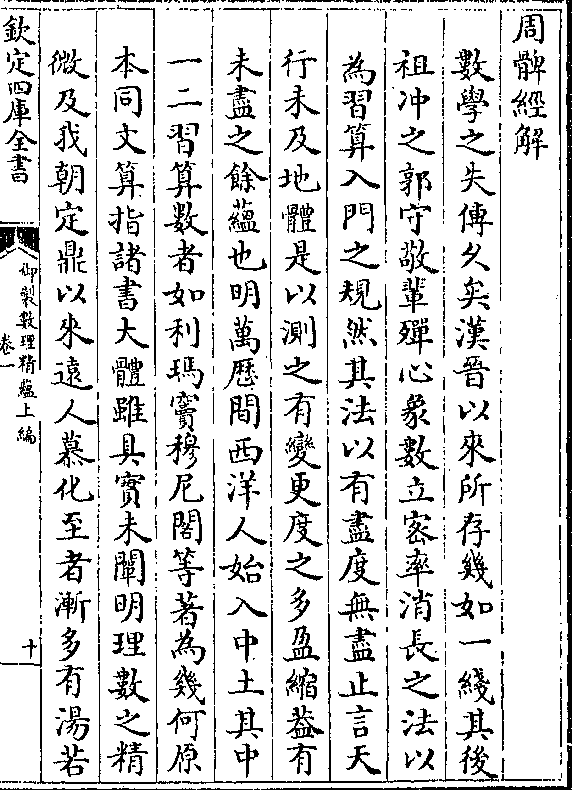 周髀經解
數學之失傳久矣漢晉以來所存幾如一綫其後
祖冲之郭守敬輩殫心象數立密率消長之法以
為習算入門之規然其法以有盡度無盡止言天
行未及地體是以測之有變更度之多盈縮葢有
未盡之餘蘊也明萬歷間西洋人始入中土其中
一二習算數者如利瑪竇穆尼閣等著為幾何原
本同文算指諸書大體雖具實未闡明理數之精
微及我朝定鼎以來遠人慕化至者漸多有湯若
欽定四庫全書
御製數理精藴上編
卷一
十